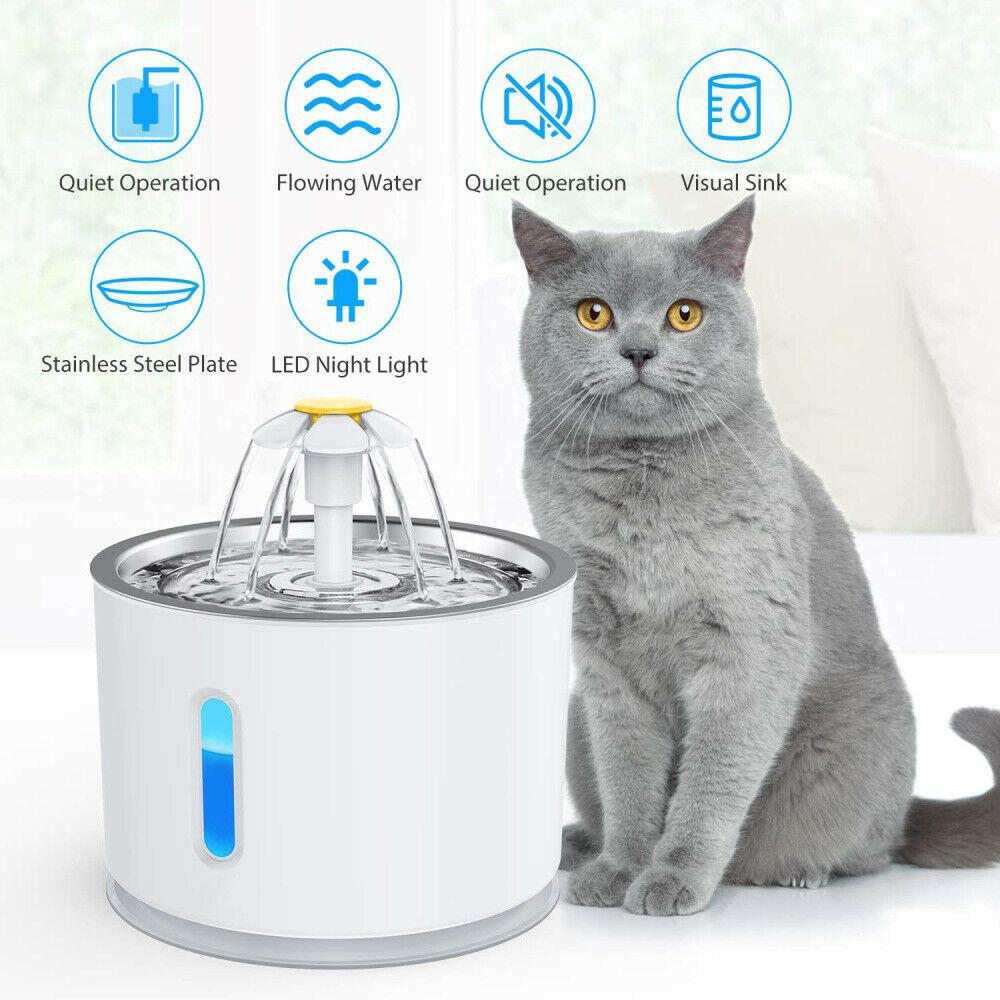 Quiet Operation
Flowing Water
Quiet Operation
Visual Sink
Stainless Steel Plate
LED Night Light